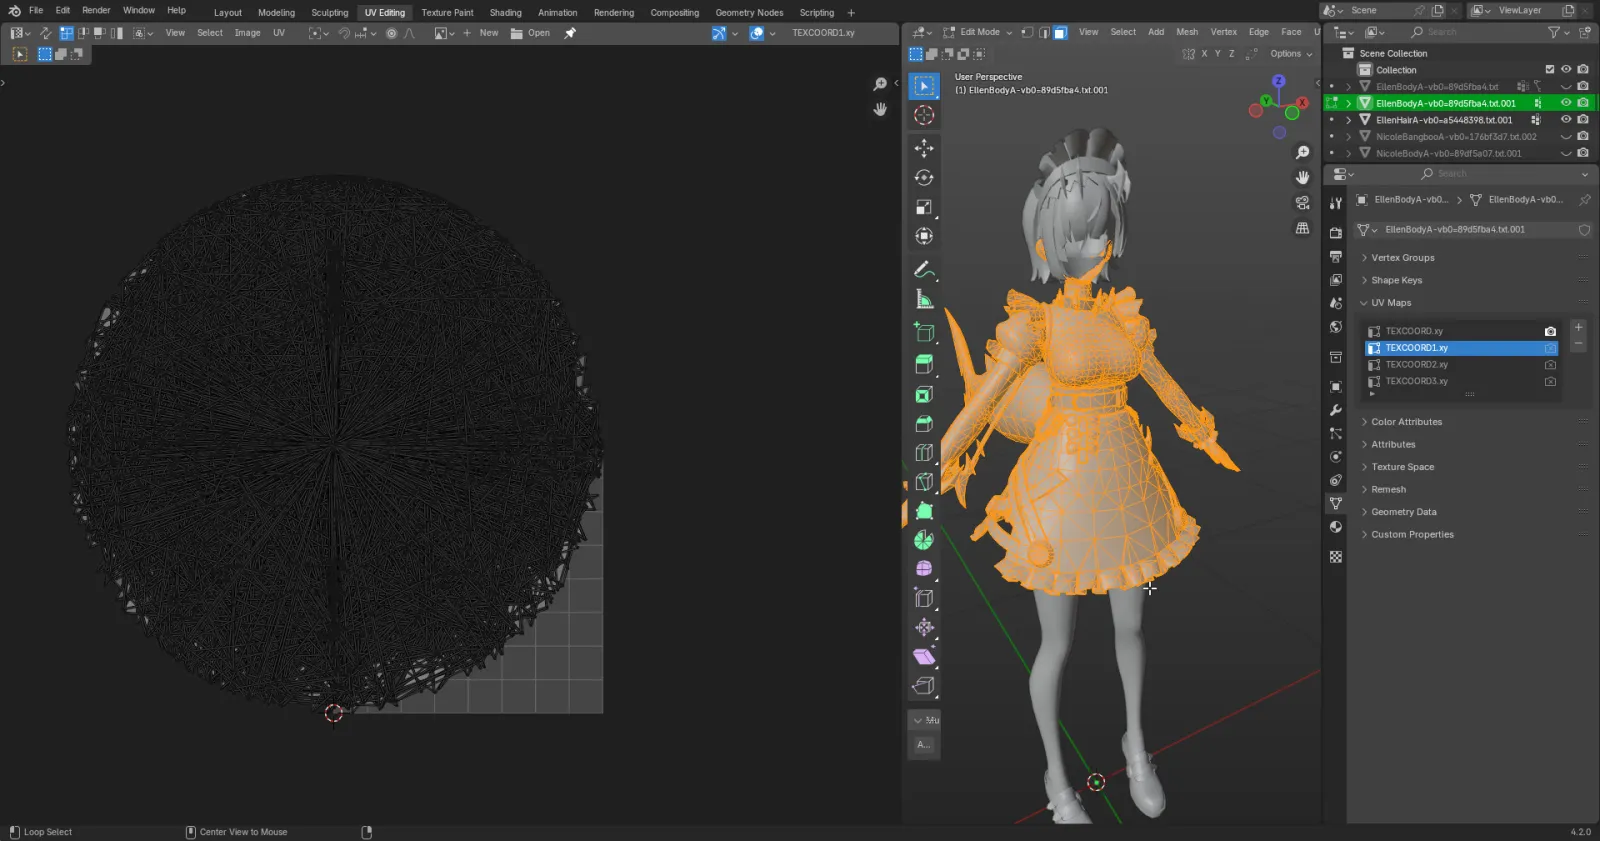 File Edit Render Window Help Layout Modeling Sculpting UV Editing Texture Paint Shading Animation Rendering Compositing Geometry Nodes Scripting + Scene ViewLayer
View Select Image UV New Open TEXCOORD1.xy Edit Mode View Select Add Mesh Vertex Edge Face U Search
X Y Z Options
Scene Collection
Collection
User Perspective
(1) EllenBodyA-vb0=89d5fba4.txt.001
EllenBodyA-vb0=89d5fba4.txt
EllenBodyA-vb0=89d5fba4.txt.001
EllenHairA-vb0=a5448398.txt.001
NicoleBangbooA-vb0=176bf3d7.txt.002
NicoleBodyA-vb0=89df5a07.txt.001
Z
Y
X
Search
EllenBodyA-vb0... EllenBodyA-vb0...
EllenBodyA-vb0=89d5fba4.txt.001
Vertex Groups
Shape Keys
UV Maps
TEXCOORD.xy
TEXCOORD1.xy
TEXCOORD2.xy
TEXCOORD3.xy
Color Attributes
Attributes
Texture Space
Remesh
Geometry Data
Custom Properties
Mu
A...
Loop Select Center View to Mouse 4.2.0